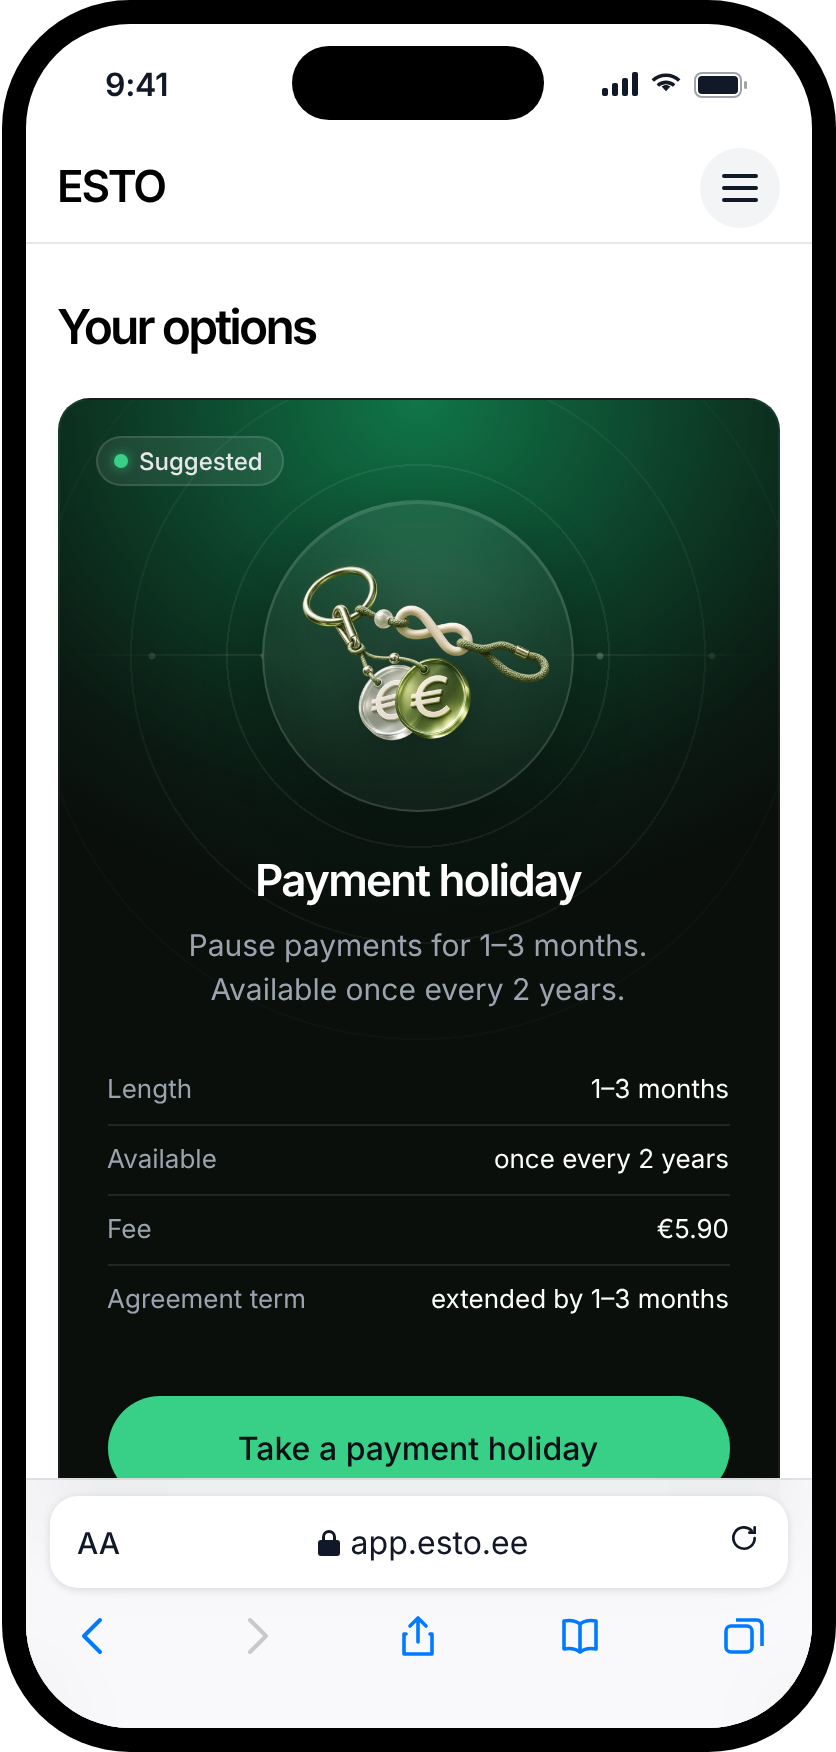 9:41
ESTO
Your options
Suggested
€ €
Payment holiday
Pause payments for 1–3 months.
Available once every 2 years.
Length 1–3 months
Available once every 2 years
Fee €5.90
Agreement term extended by 1–3 months
Take a payment holiday
AA app.esto.ee